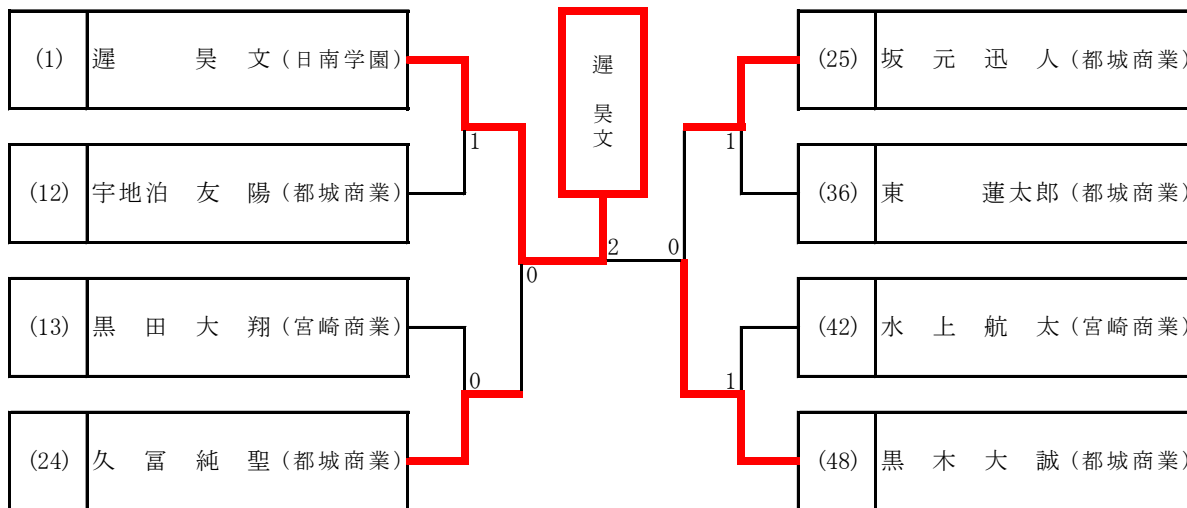 (1) 遅 昊 文 (日南学園)
(12) 宇地泊 友 陽 (都城商業)
(13) 黒 田 大 翔 (宮崎商業)
(24) 久 冨 純 聖 (都城商業)
1
0
0
遅 昊 文
2
0
1
1
(25) 坂 元 迅 人 (都城商業)
(36) 東 蓮太郎 (都城商業)
(42) 水 上 航 太 (宮崎商業)
(48) 黒 木 大 誠 (都城商業)